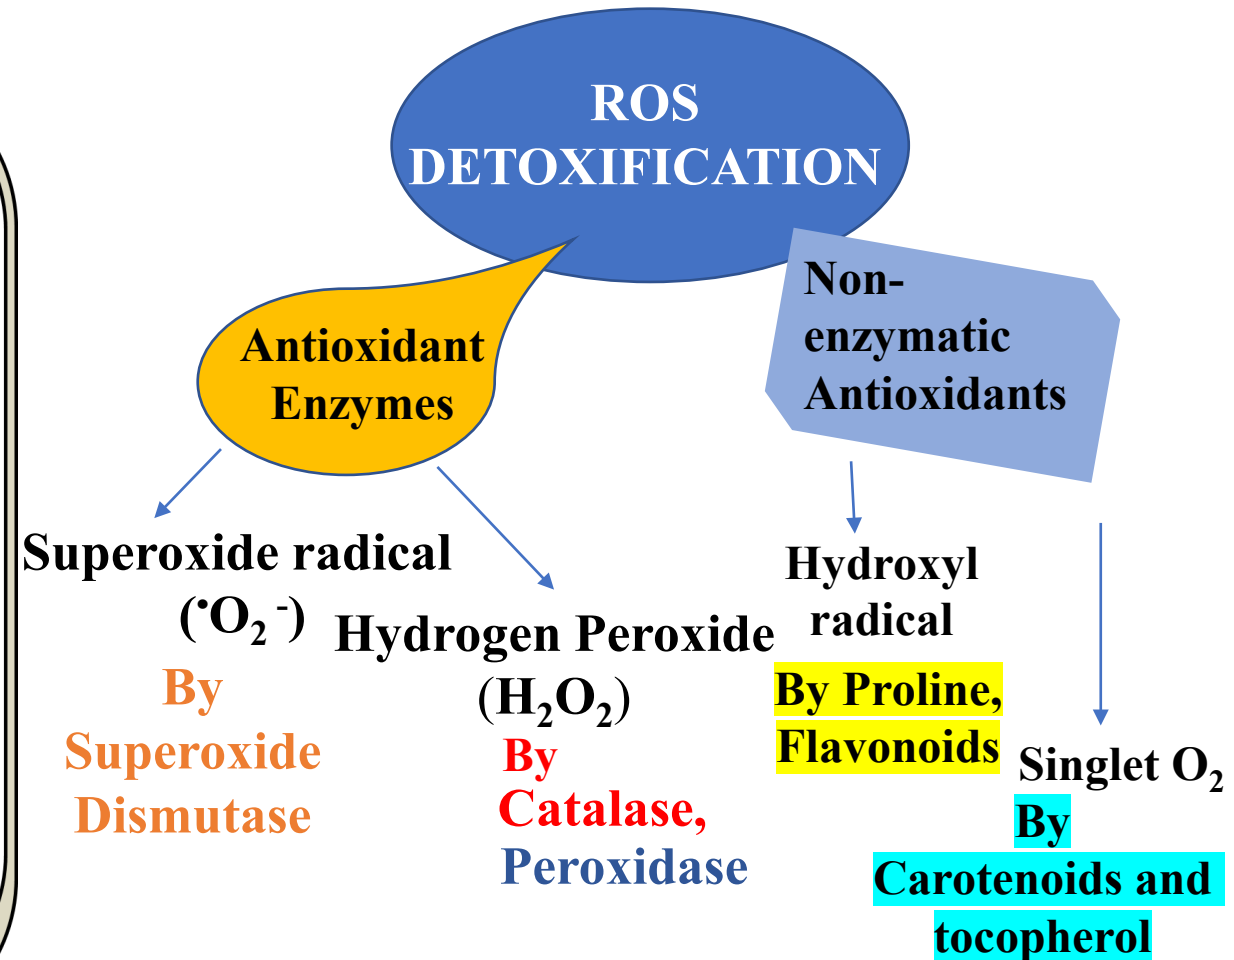 ROS
DETOXIFICATION
Antioxidant
Enzymes
Non-
enzymatic
Antioxidants
Superoxide radical
(•O₂ -)
By
Superoxide
Dismutase
Hydrogen Peroxide
(H₂O₂)
By
Catalase,
Peroxidase
Hydroxyl
radical
By Proline,
Flavonoids
Singlet O₂
By
Carotenoids and
tocopherol